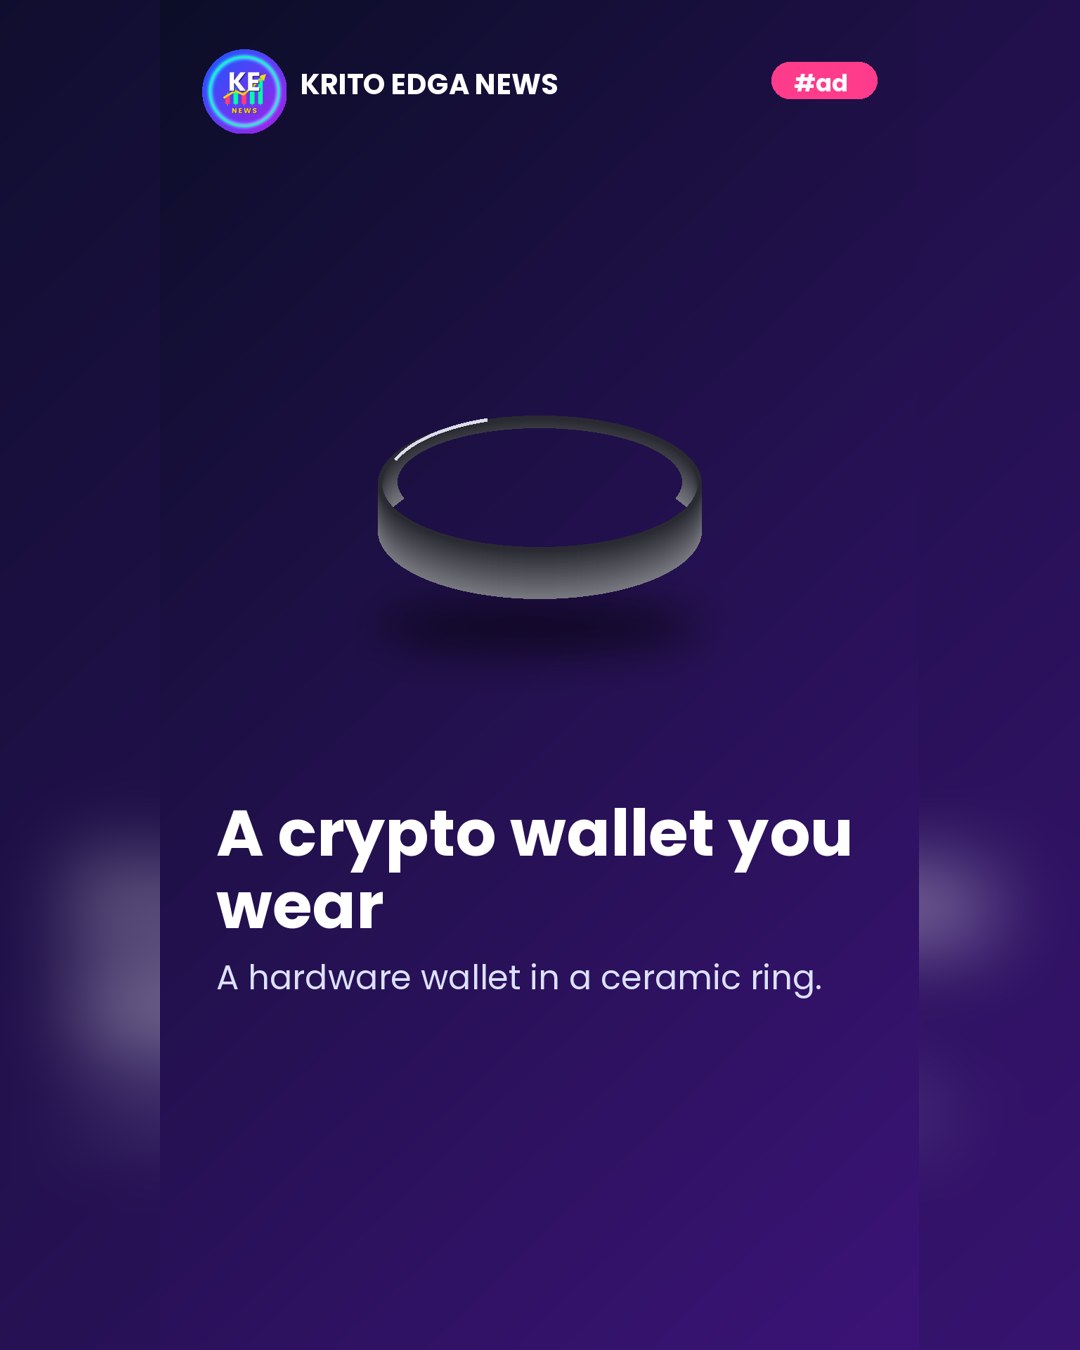 KE
NEWS
KRITO EDGA NEWS
#ad
A crypto wallet you
wear
A hardware wallet in a ceramic ring.